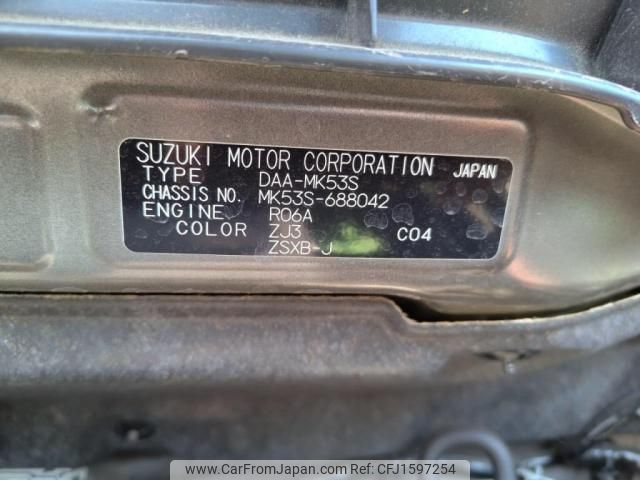 SUZUKI MOTOR CORPORATION JAPAN
TYPE DAA-MK53S
CHASSIS NO. MK53S-688042
ENGINE R06A
COLOR ZJ3 C04
ZSXB-J
www.CarFromJapan.com | Ref No. CFJ1597254